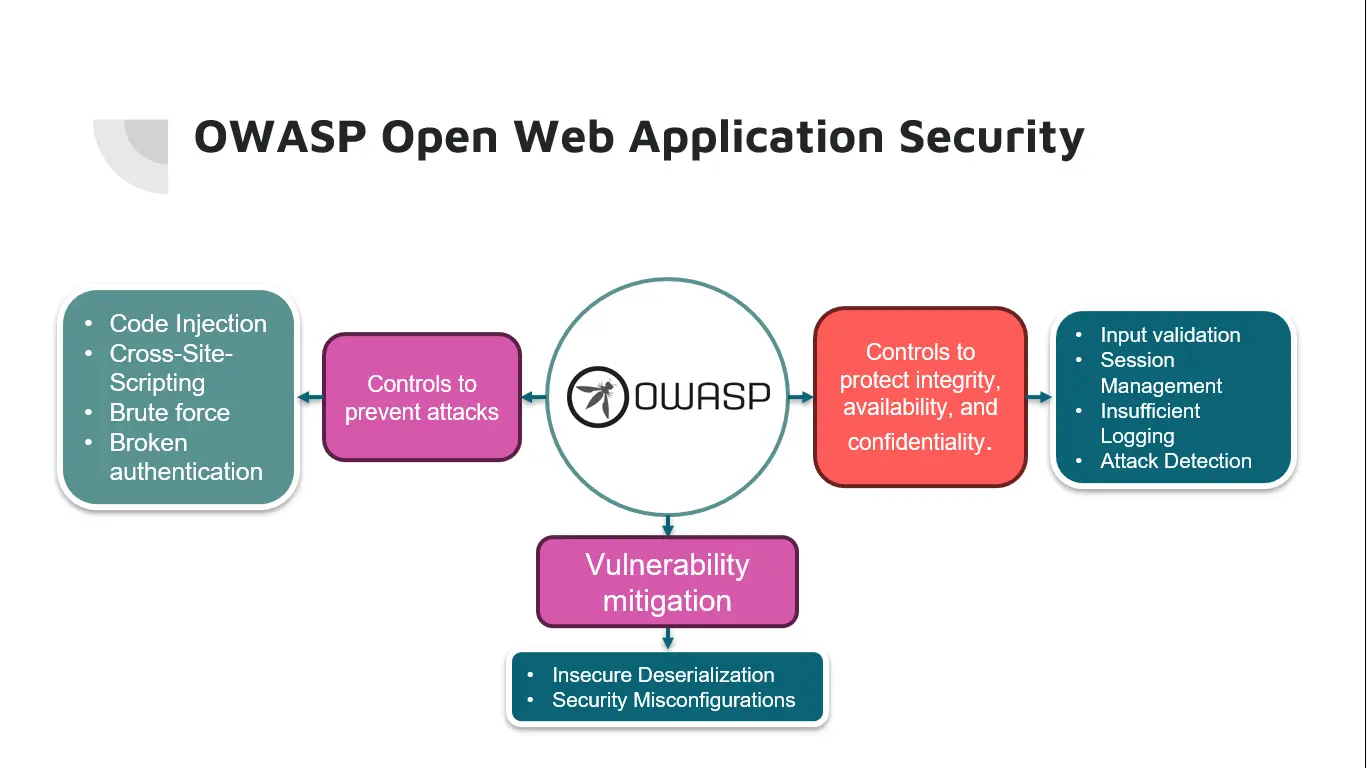 OWASP Open Web Application Security
• Code Injection
• Cross-Site-
Scripting
• Brute force
• Broken
authentication
Controls to
prevent attacks
OWASP
Controls to
protect integrity,
availability, and
confidentiality.
• Input validation
• Session
Management
• Insufficient
Logging
• Attack Detection
Vulnerability
mitigation
• Insecure Deserialization
• Security Misconfigurations